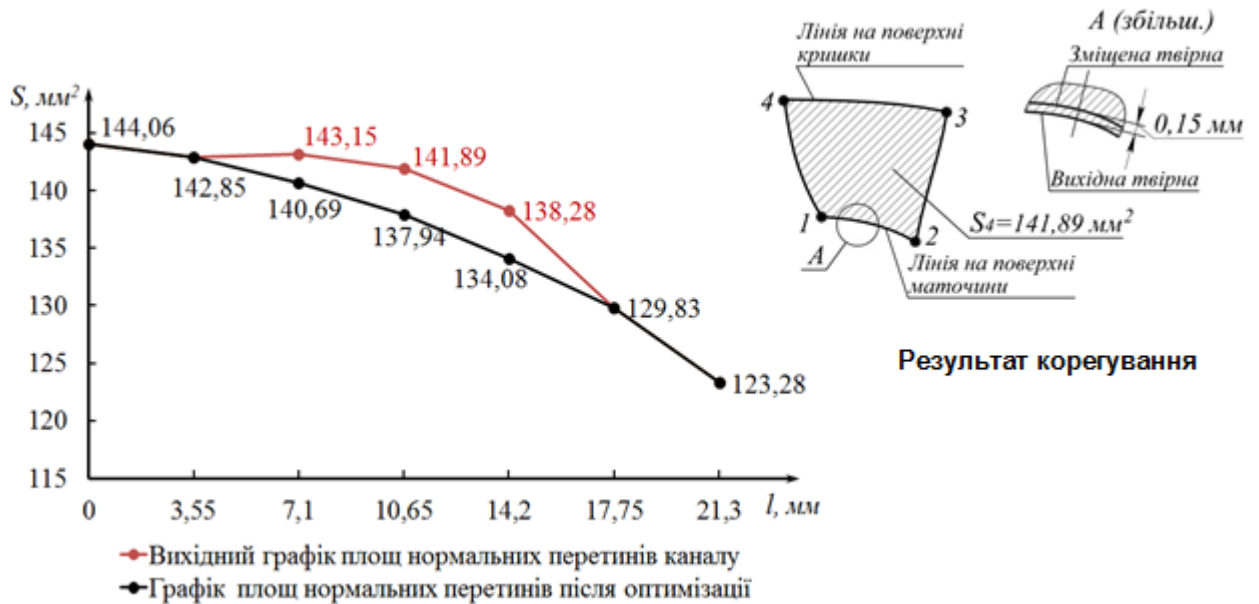 S, мм²
145
140
135
130
125
120
115
144,06
142,85
143,15
140,69
141,89
137,94
138,28
134,08
129,83
123,28
0
3,55
7,1
10,65
14,2
17,75
21,3
l, мм
Вихідний графік площ нормальних перетинів каналу
Графік площ нормальних перетинів після оптимізації
Лінія на поверхні
кришки
4
3
1
2
А
S4=141,89 мм²
Лінія на поверхні
маточини
А (збільш.)
Зміщена твірна
0,15 мм
Вихідна твірна
Результат корегування